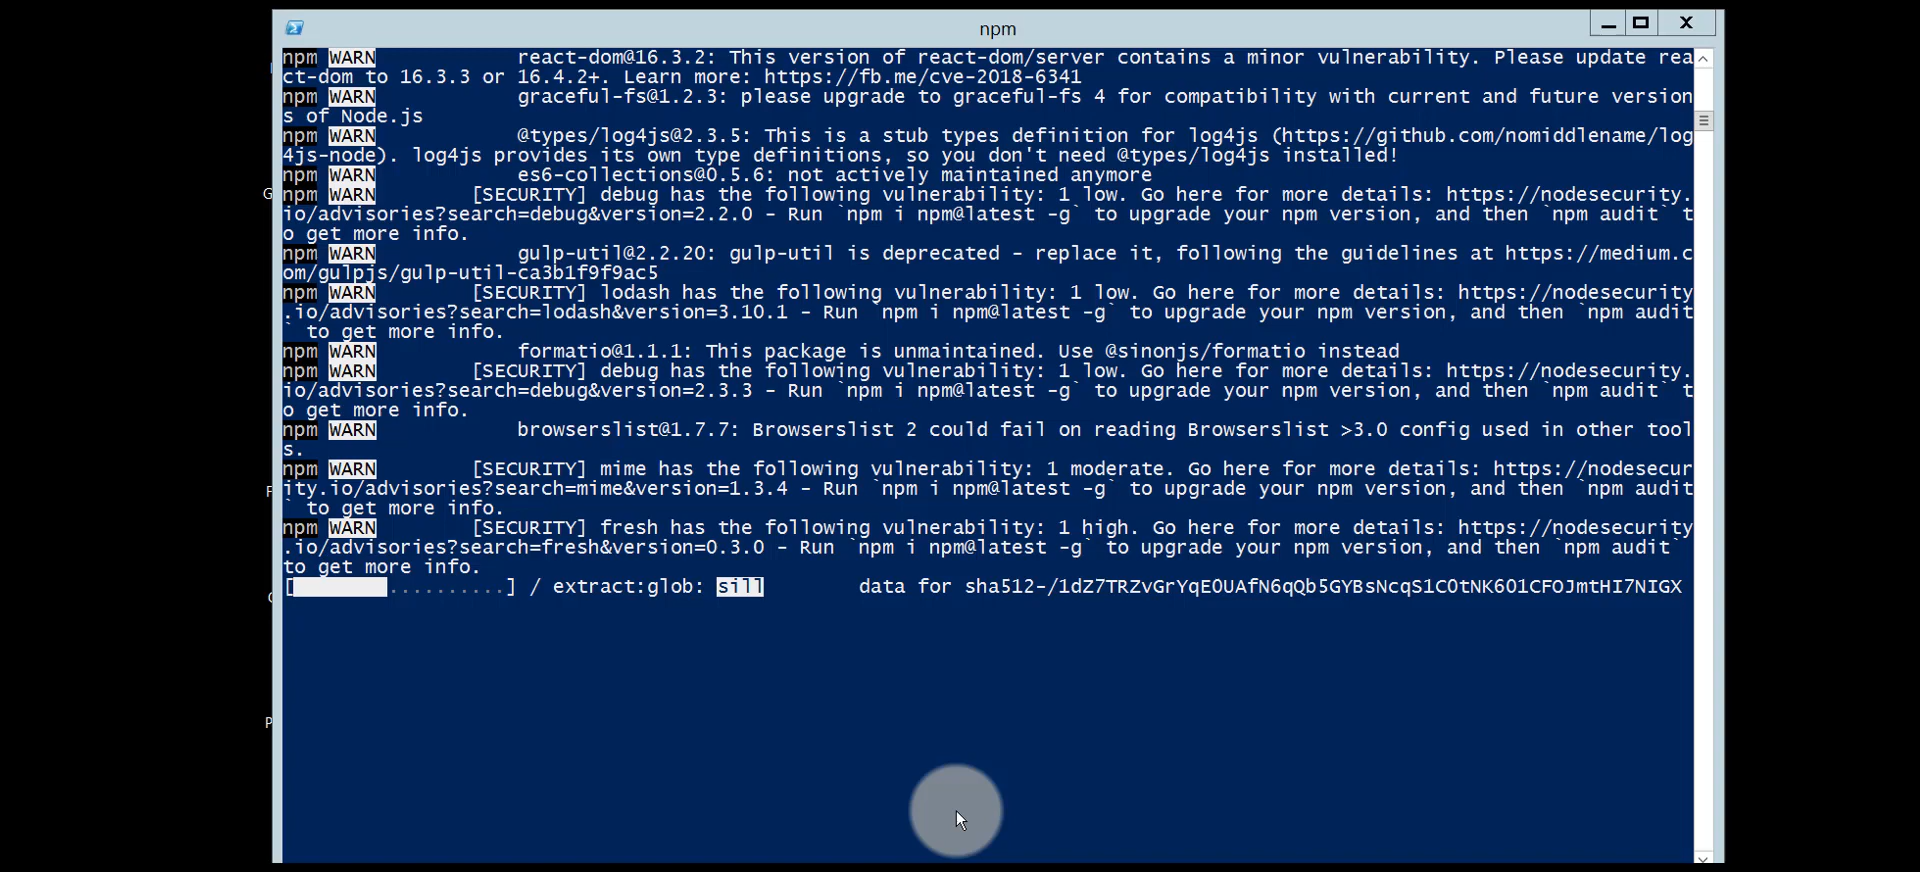 npm
npm WARN react-dom@16.3.2: This version of react-dom/server contains a minor vulnerability. Please update rea
ct-dom to 16.3.3 or 16.4.2+. Learn more: https://fb.me/cve-2018-6341
npm WARN graceful-fs@1.2.3: please upgrade to graceful-fs 4 for compatibility with current and future version
s of Node.js
npm WARN @types/log4js@2.3.5: This is a stub types definition for log4js (https://github.com/nomiddlename/log
4js-node). log4js provides its own type definitions, so you don't need @types/log4js installed!
npm WARN es6-collections@0.5.6: not actively maintained anymore
npm WARN [SECURITY] debug has the following vulnerability: 1 low. Go here for more details: https://nodesecurity.
io/advisories?search=debug&version=2.2.0 - Run `npm i npm@latest -g` to upgrade your npm version, and then `npm audit` t
o get more info.
npm WARN gulp-util@2.2.20: gulp-util is deprecated - replace it, following the guidelines at https://medium.c
om/gulpjs/gulp-util-ca3b1f9f9ac5
npm WARN [SECURITY] lodash has the following vulnerability: 1 low. Go here for more details: https://nodesecurity
.io/advisories?search=lodash&version=3.10.1 - Run `npm i npm@latest -g` to upgrade your npm version, and then `npm audit
` to get more info.
npm WARN formatio@1.1.1: This package is unmaintained. Use @sinonjs/formatio instead
npm WARN [SECURITY] debug has the following vulnerability: 1 low. Go here for more details: https://nodesecurity.
io/advisories?search=debug&version=2.3.3 - Run `npm i npm@latest -g` to upgrade your npm version, and then `npm audit` t
o get more info.
npm WARN browserslist@1.7.7: Browserslist 2 could fail on reading Browserslist >3.0 config used in other tool
s.
npm WARN [SECURITY] mime has the following vulnerability: 1 moderate. Go here for more details: https://nodesecur
ity.io/advisories?search=mime&version=1.3.4 - Run `npm i npm@latest -g` to upgrade your npm version, and then `npm audit
` to get more info.
npm WARN [SECURITY] fresh has the following vulnerability: 1 high. Go here for more details: https://nodesecurity
.io/advisories?search=fresh&version=0.3.0 - Run `npm i npm@latest -g` to upgrade your npm version, and then `npm audit`
to get more info.
[..........] / extract:glob: sill data for sha512-/1dZ7TRZvGrYqE0UAfN6qQb5GYBsNcqS1C0tNK601CFOJmtHI7NIGX